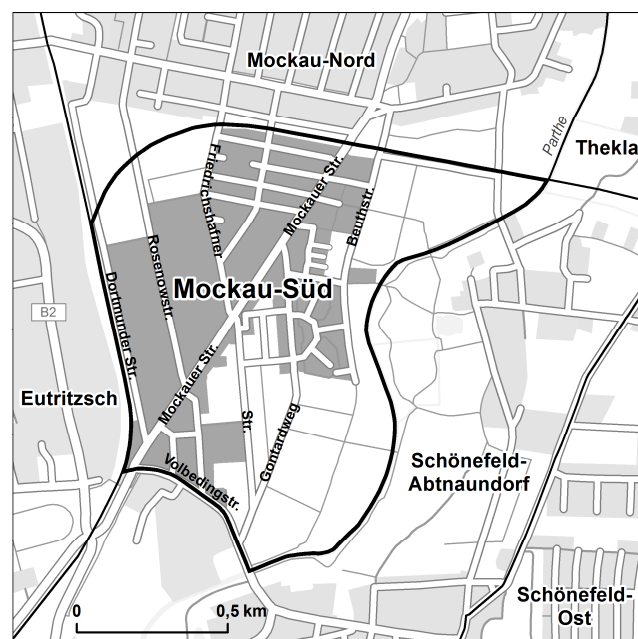 Mockau-Nord
Parthe
Thekla
Friedrichshafner
Mockauer Str.
Beuthstr.
Rosenowstr.
Mockau-Süd
Dortmunder Str.
B2
Mockauer Str.
Eutritzsch
Str.
Gontardweg
Volbedingstr.
Schönefeld-
Abtnaundorf
Schönefeld-
Ost
0
0,5 km